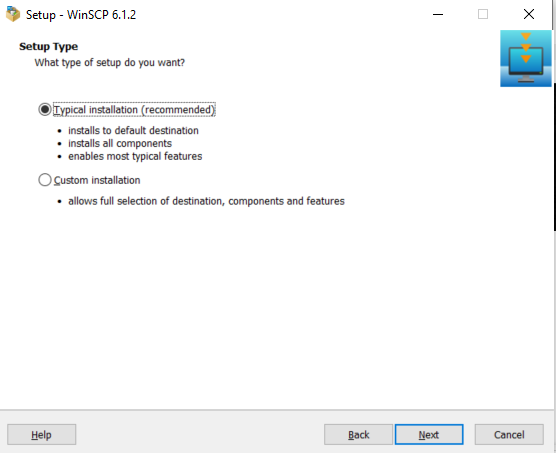 Setup - WinSCP 6.1.2
Setup Type
What type of setup do you want?
Typical installation (recommended)
• installs to default destination
• installs all components
• enables most typical features
Custom installation
• allows full selection of destination, components and features
Help
Back
Next
Cancel